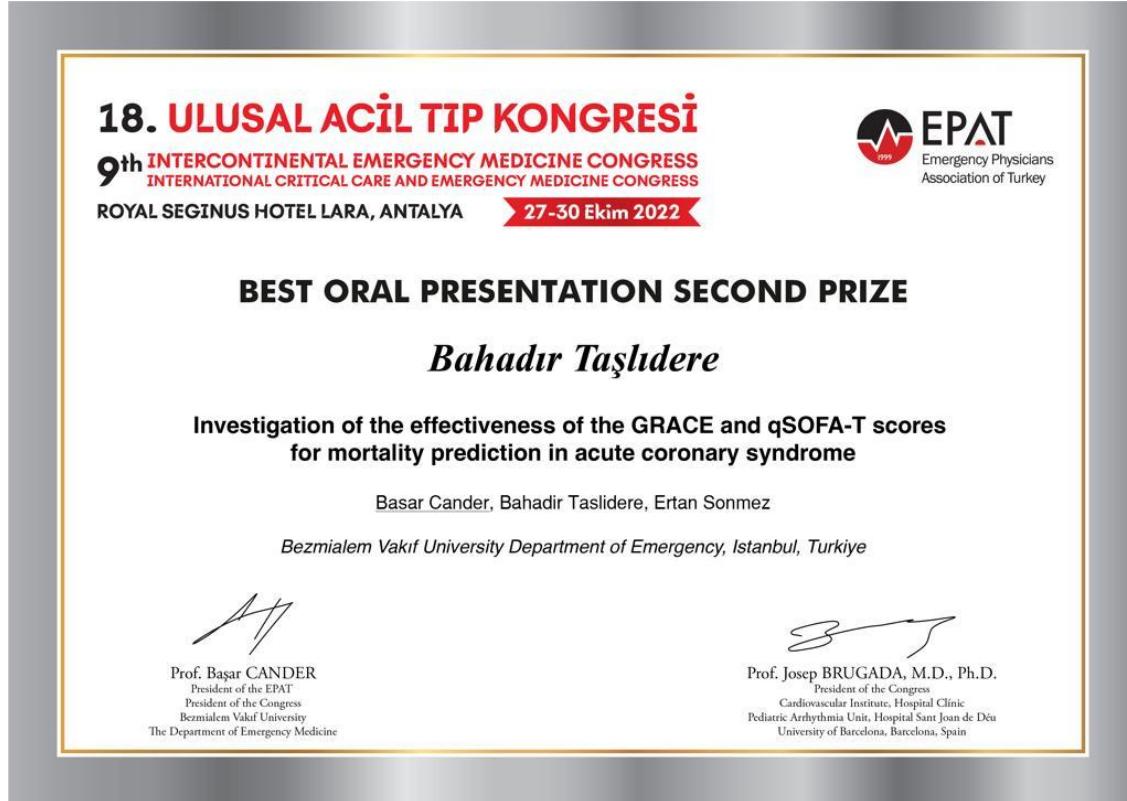 18. ULUSAL ACİL TIP KONGRESİ
9th INTERCONTINENTAL EMERGENCY MEDICINE CONGRESS
INTERNATIONAL CRITICAL CARE AND EMERGENCY MEDICINE CONGRESS
ROYAL SEGINUS HOTEL LARA, ANTALYA
27-30 Ekim 2022
1999
EPAT
Emergency Physicians
Association of Turkey
BEST ORAL PRESENTATION SECOND PRIZE
Bahadır Taşlıdere
Investigation of the effectiveness of the GRACE and qSOFA-T scores
for mortality prediction in acute coronary syndrome
Basar Cander, Bahadir Taslidere, Ertan Sonmez
Bezmialem Vakıf University Department of Emergency, Istanbul, Turkiye
Prof. Başar CANDER
President of the EPAT
President of the Congress
Bezmialem Vakıf University
The Department of Emergency Medicine
Prof. Josep BRUGADA, M.D., Ph.D.
President of the Congress
Cardiovascular Institute, Hospital Clínic
Pediatric Arrhythmia Unit, Hospital Sant Joan de Déu
University of Barcelona, Barcelona, Spain